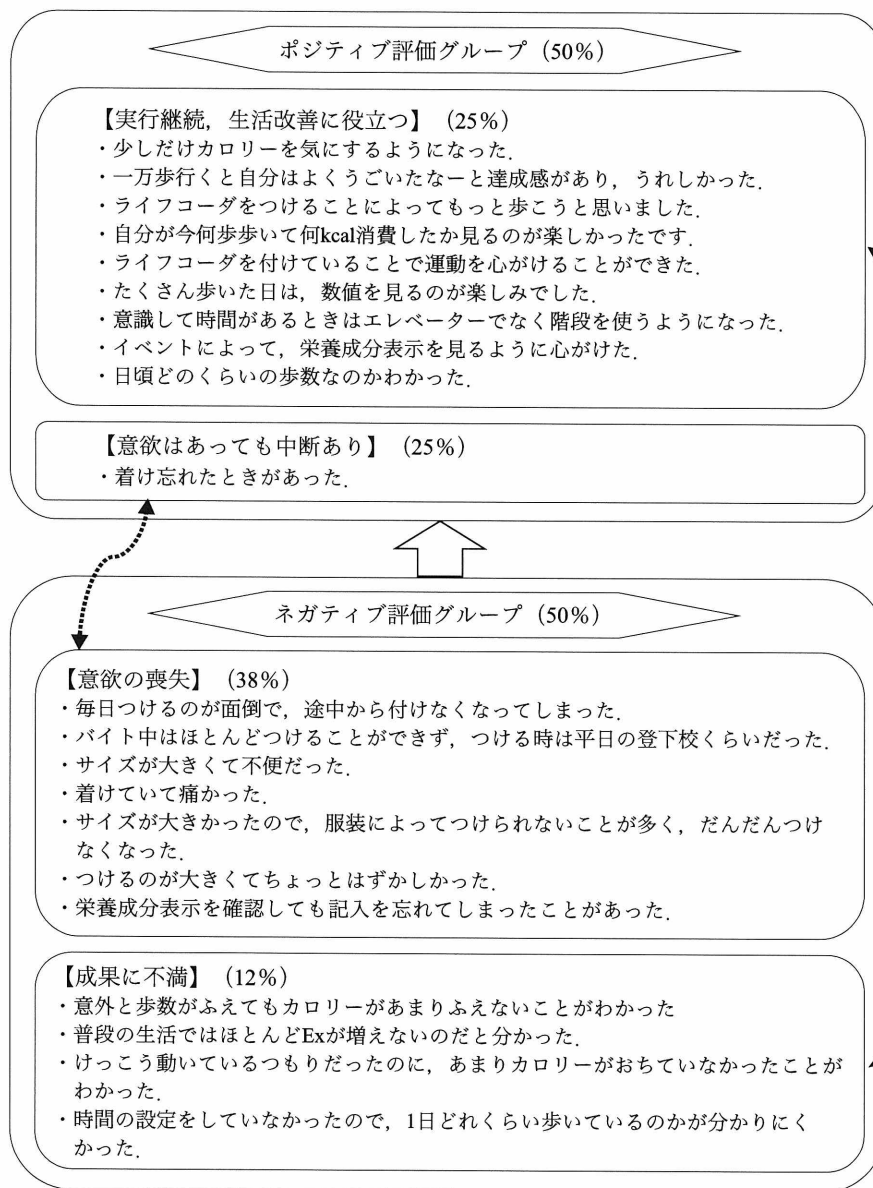 ポジティブ評価グループ（50%）
【実行継続，生活改善に役立つ】（25%）
・少しだけカロリーを気にするようになった．
・一万歩行くと自分はよくうごいたなーと達成感があり，うれしかった．
・ライフコーダをつけることによってもっと歩こうと思いました．
・自分が今何歩歩いて何kcal消費したか見るのが楽しかったです．
・ライフコーダを付けていることで運動を心がけることができた．
・たくさん歩いた日は，数値を見るのが楽しみでした．
・意識して時間があるときはエレベーターでなく階段を使うようになった．
・イベントによって，栄養成分表示を見るように心がけた．
・日頃どのくらいの歩数なのかわかった．
【意欲はあっても中断あり】（25%）
・着け忘れたときがあった．
ネガティブ評価グループ（50%）
【意欲の喪失】（38%）
・毎日つけるのが面倒で，途中から付けなくなってしまった．
・バイト中はほとんどつけることができず，つける時は平日の登下校くらいだった．
・サイズが大きくて不便だった．
・着けていて痛かった．
・サイズが大きかったので，服装によってつけられないことが多く，だんだんつけ
なくなった．
・つけるのが大きくてちょっとはずかしかった．
・栄養成分表示を確認しても記入を忘れてしまったことがあった．
【成果に不満】（12%）
・意外と歩数がふえてもカロリーがあまりふえないことがわかった
・普段の生活ではほとんどExが増えないのだと分かった．
・けっこう動いているつもりだったのに，あまりカロリーがおちていなかったことが
わかった．
・時間の設定をしていなかったので，1日どれくらい歩いているのかが分かりにく
かった．